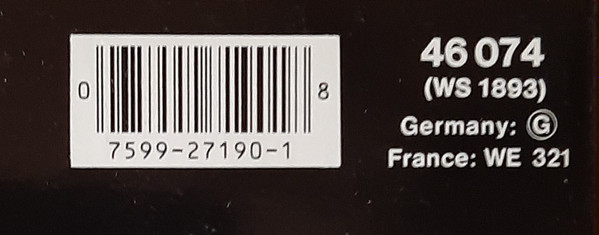 0 8
7599-27190-1
46 074
(WS 1893)
Germany: G
France: WE 321